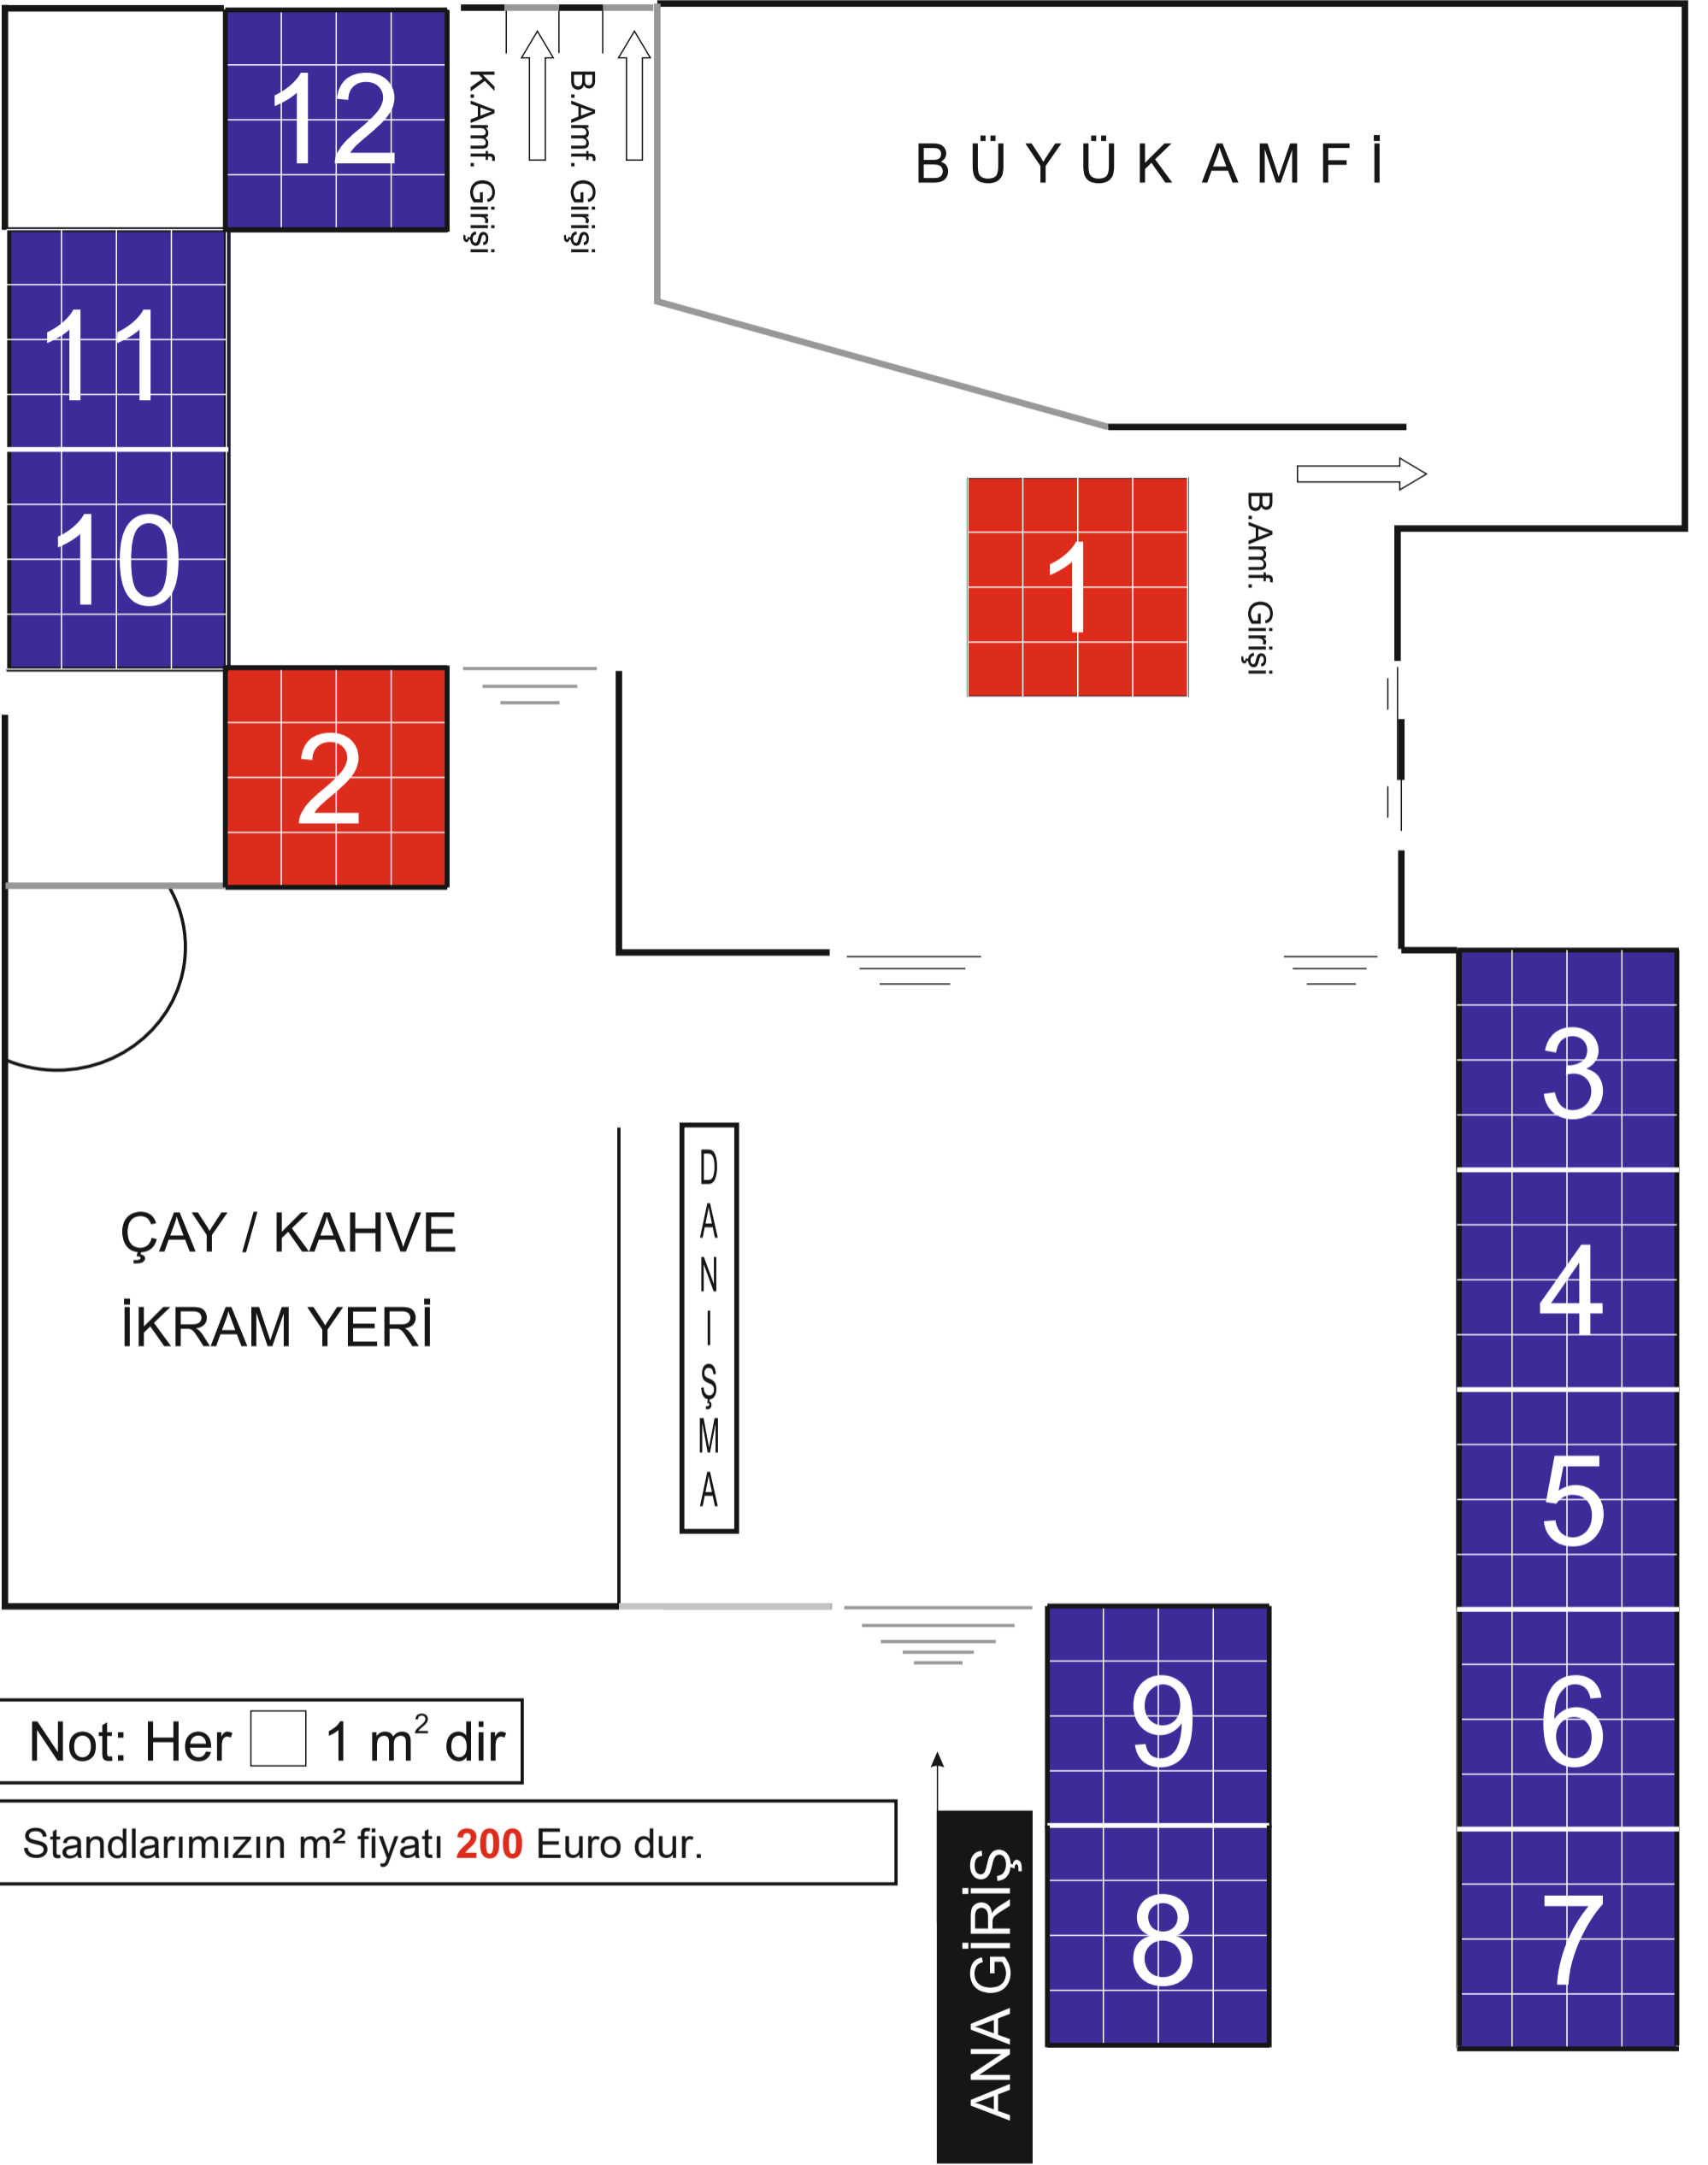 12
K.Amf. Girişi
B.Amf. Girişi
BÜYÜK AMFİ
11
10
1
B.Amf. Girişi
2
3
ÇAY / KAHVE
İKRAM YERİ
DANIŞMA
4
5
6
7
9
8
Not: Her 1 m² dir
Standlarımızın m² fiyatı 200 Euro dur.
ANA GİRİŞ